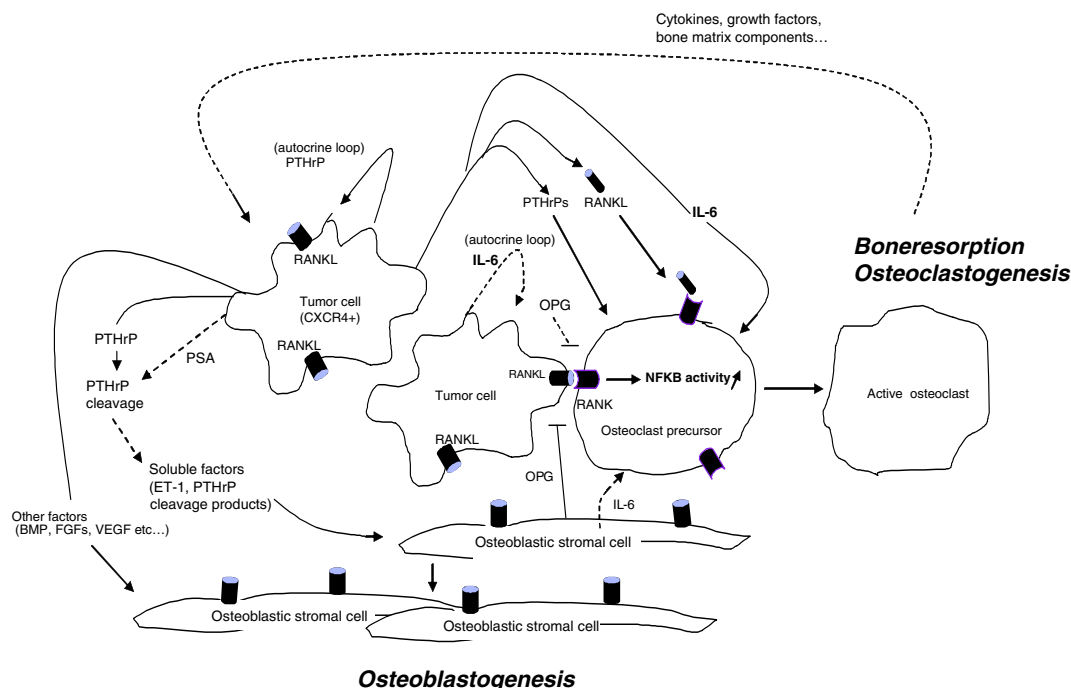 Cytokines, growth factors,
bone matrix components…
(autocrine loop)
PTHrP
PTHrPs
RANKL
IL-6
RANKL
(autocrine loop)
IL-6
Boneresorption
Osteoclastogenesis
Tumor cell
(CXCR4+)
OPG
PTHrP
PSA
RANKL
RANKL
NFKB activity
PTHrP
cleavage
Tumor cell
RANK
Active osteoclast
Osteoclast precursor
RANKL
Soluble factors
(ET-1, PTHrP
cleavage products)
OPG
IL-6
Other factors
(BMP, FGFs, VEGF etc…)
Osteoblastic stromal cell
Osteoblastic stromal cell
Osteoblastic stromal cell
Osteoblastogenesis